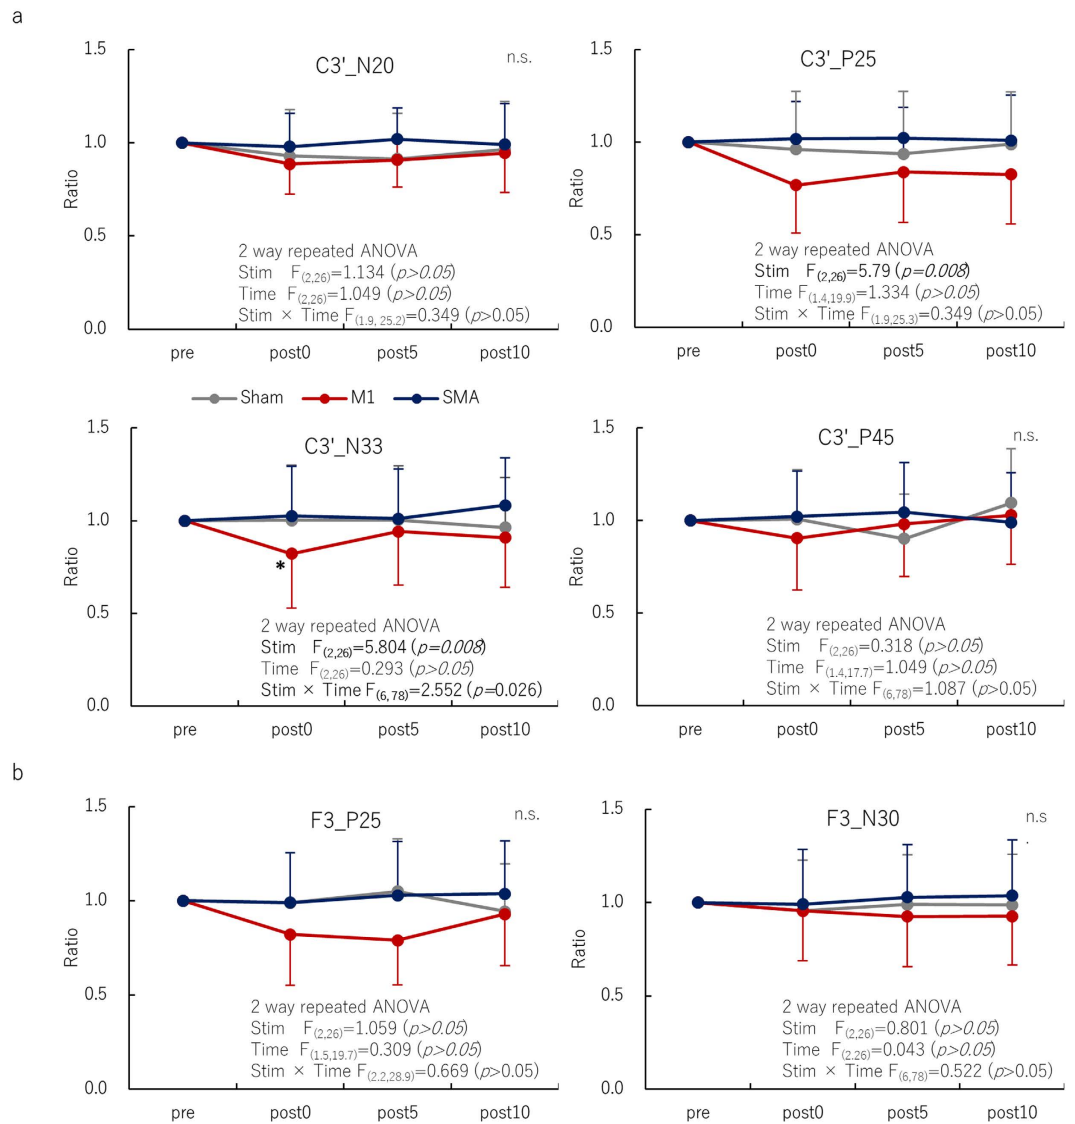 a
C3'_N20
n.s.
1.5
1.0
0.5
0.0
Ratio
2 way repeated ANOVA
Stim F(2,26)=1.134 (p>0.05)
Time F(2,26)=1.049 (p>0.05)
Stim × Time F(1.9, 25.2)=0.349 (p>0.05)
pre post0 post5 post10
C3'_P25
1.5
1.0
0.5
0.0
Ratio
2 way repeated ANOVA
Stim F(2,26)=5.79 (p=0.008)
Time F(1.4,19.9)=1.334 (p>0.05)
Stim × Time F(1.9,25.3)=0.349 (p>0.05)
pre post0 post5 post10
Sham M1 SMA
C3'_N33
1.5
1.0
0.5
0.0
Ratio
*
2 way repeated ANOVA
Stim F(2,26)=5.804 (p=0.008)
Time F(2,26)=0.293 (p>0.05)
Stim × Time F(6,78)=2.552 (p=0.026)
pre post0 post5 post10
C3'_P45
n.s.
1.5
1.0
0.5
0.0
Ratio
2 way repeated ANOVA
Stim F(2,26)=0.318 (p>0.05)
Time F(1.4,17.7)=1.049 (p>0.05)
Stim × Time F(6,78)=1.087 (p>0.05)
pre post0 post5 post10
b
F3_P25
n.s.
1.5
1.0
0.5
0.0
Ratio
2 way repeated ANOVA
Stim F(2,26)=1.059 (p>0.05)
Time F(1.5,19.7)=0.309 (p>0.05)
Stim × Time F(2.2,28.9)=0.669 (p>0.05)
pre post0 post5 post10
F3_N30
n.s
1.5
1.0
0.5
0.0
Ratio
2 way repeated ANOVA
Stim F(2,26)=0.801 (p>0.05)
Time F(2.26)=0.043 (p>0.05)
Stim × Time F(6,78)=0.522 (p>0.05)
pre post0 post5 post10